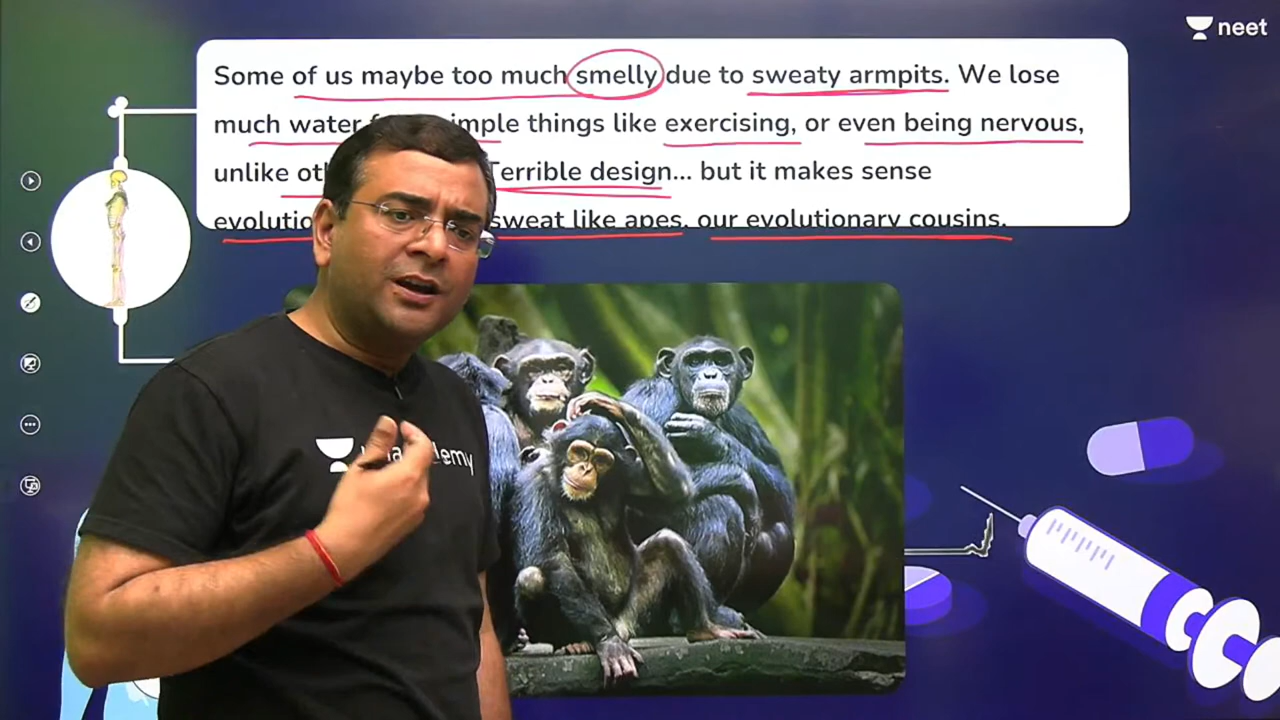 neet
Some of us maybe too much smelly due to sweaty armpits. We lose
much water simple things like exercising, or even being nervous,
unlike Terrible design... but it makes sense
sweat like apes, our evolutionary cousins.